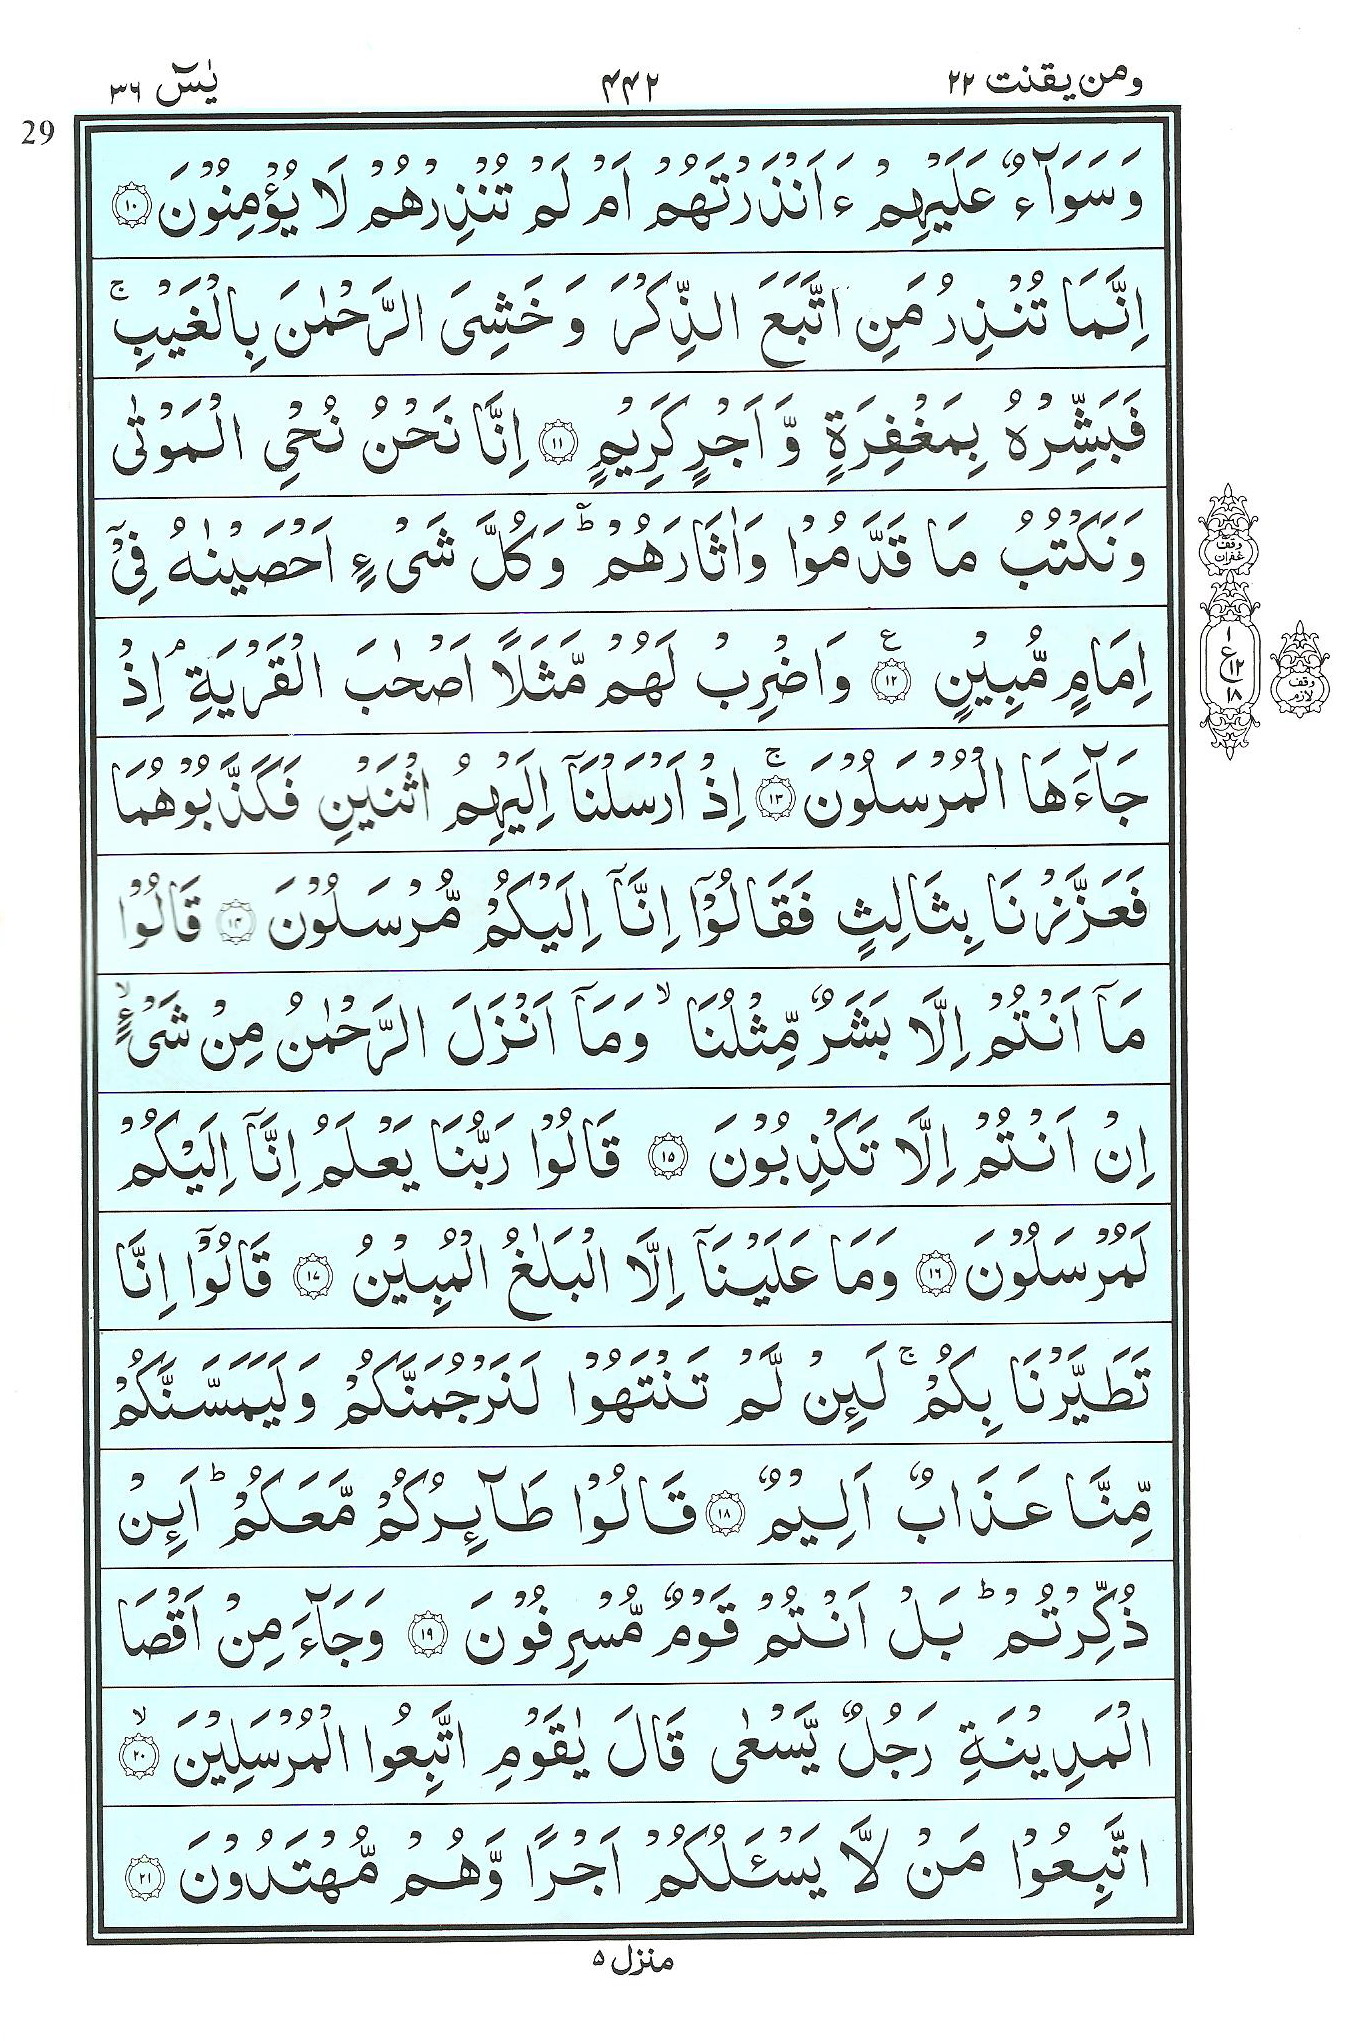 ومن يقنت ٢٢ ٤٤٢ يٰسٓ ٣٦
29
وَسَوَآءٌ عَلَيْهِمْ ءَاَنْذَرْتَهُمْ اَمْ لَمْ تُنْذِرْهُمْ لَا يُؤْمِنُوْنَ ﴿١٠﴾
اِنَّمَا تُنْذِرُ مَنِ اتَّبَعَ الذِّكْرَ وَخَشِيَ الرَّحْمٰنَ بِالْغَيْبِ ۚ
فَبَشِّرْهُ بِمَغْفِرَةٍ وَّاَجْرٍ كَرِيْمٍ ﴿١١﴾ اِنَّا نَحْنُ نُحْيِ الْمَوْتٰى
وَنَكْتُبُ مَا قَدَّمُوْا وَاٰثَارَهُمْ ؕ وَكُلَّ شَيْءٍ اَحْصَيْنٰهُ فِيْٓ
وقف غفران
اِمَامٍ مُّبِيْنٍ ﴿١٢﴾ ع وَاضْرِبْ لَهُمْ مَّثَلًا اَصْحٰبَ الْقَرْيَةِ ۘ اِذْ
١ ع ١٢ ١٨
وقف لازم
جَآءَهَا الْمُرْسَلُوْنَ ﴿١٣﴾ ۚ اِذْ اَرْسَلْنَآ اِلَيْهِمُ اثْنَيْنِ فَكَذَّبُوْهُمَا
فَعَزَّزْنَا بِثَالِثٍ فَقَالُوْٓا اِنَّآ اِلَيْكُمْ مُّرْسَلُوْنَ ﴿١٤﴾ قَالُوْا
مَآ اَنْتُمْ اِلَّا بَشَرٌ مِّثْلُنَا ۙ وَمَآ اَنْزَلَ الرَّحْمٰنُ مِنْ شَيْءٍ ۙ
اِنْ اَنْتُمْ اِلَّا تَكْذِبُوْنَ ﴿١٥﴾ قَالُوْا رَبُّنَا يَعْلَمُ اِنَّآ اِلَيْكُمْ
لَمُرْسَلُوْنَ ﴿١٦﴾ وَمَا عَلَيْنَآ اِلَّا الْبَلٰغُ الْمُبِيْنُ ﴿١٧﴾ قَالُوْٓا اِنَّا
تَطَيَّرْنَا بِكُمْ ۚ لَئِنْ لَّمْ تَنْتَهُوْا لَنَرْجُمَنَّكُمْ وَلَيَمَسَّنَّكُمْ
مِّنَّا عَذَابٌ اَلِيْمٌ ﴿١٨﴾ قَالُوْا طَآئِرُكُمْ مَّعَكُمْ ؕ اَئِنْ
ذُكِّرْتُمْ ؕ بَلْ اَنْتُمْ قَوْمٌ مُّسْرِفُوْنَ ﴿١٩﴾ وَجَآءَ مِنْ اَقْصَا
الْمَدِيْنَةِ رَجُلٌ يَّسْعٰى قَالَ يٰقَوْمِ اتَّبِعُوا الْمُرْسَلِيْنَ ﴿٢٠﴾ ۙ
اتَّبِعُوْا مَنْ لَّا يَسْـَٔلُكُمْ اَجْرًا وَّهُمْ مُّهْتَدُوْنَ ﴿٢١﴾
منزل ٥